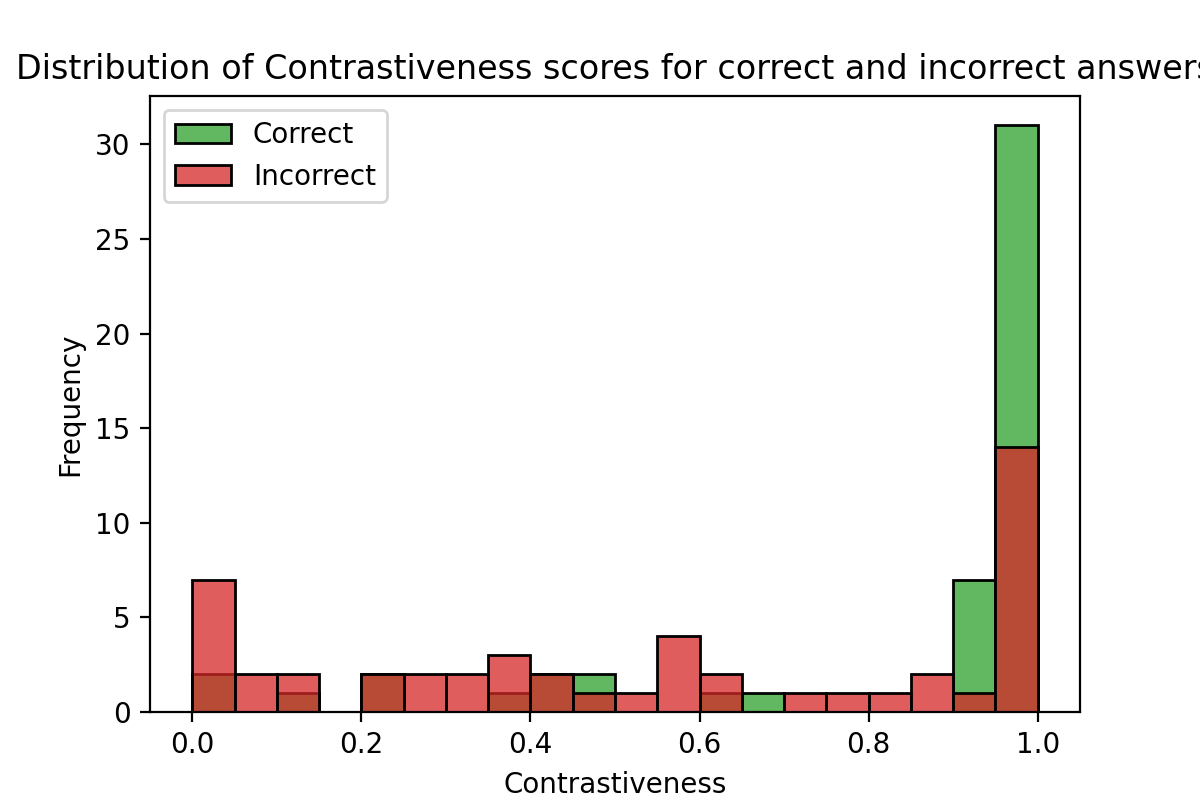 Distribution of Contrastiveness scores for correct and incorrect answers
Correct
Incorrect
30
25
20
15
10
5
0
Frequency
0.0 0.2 0.4 0.6 0.8 1.0
Contrastiveness